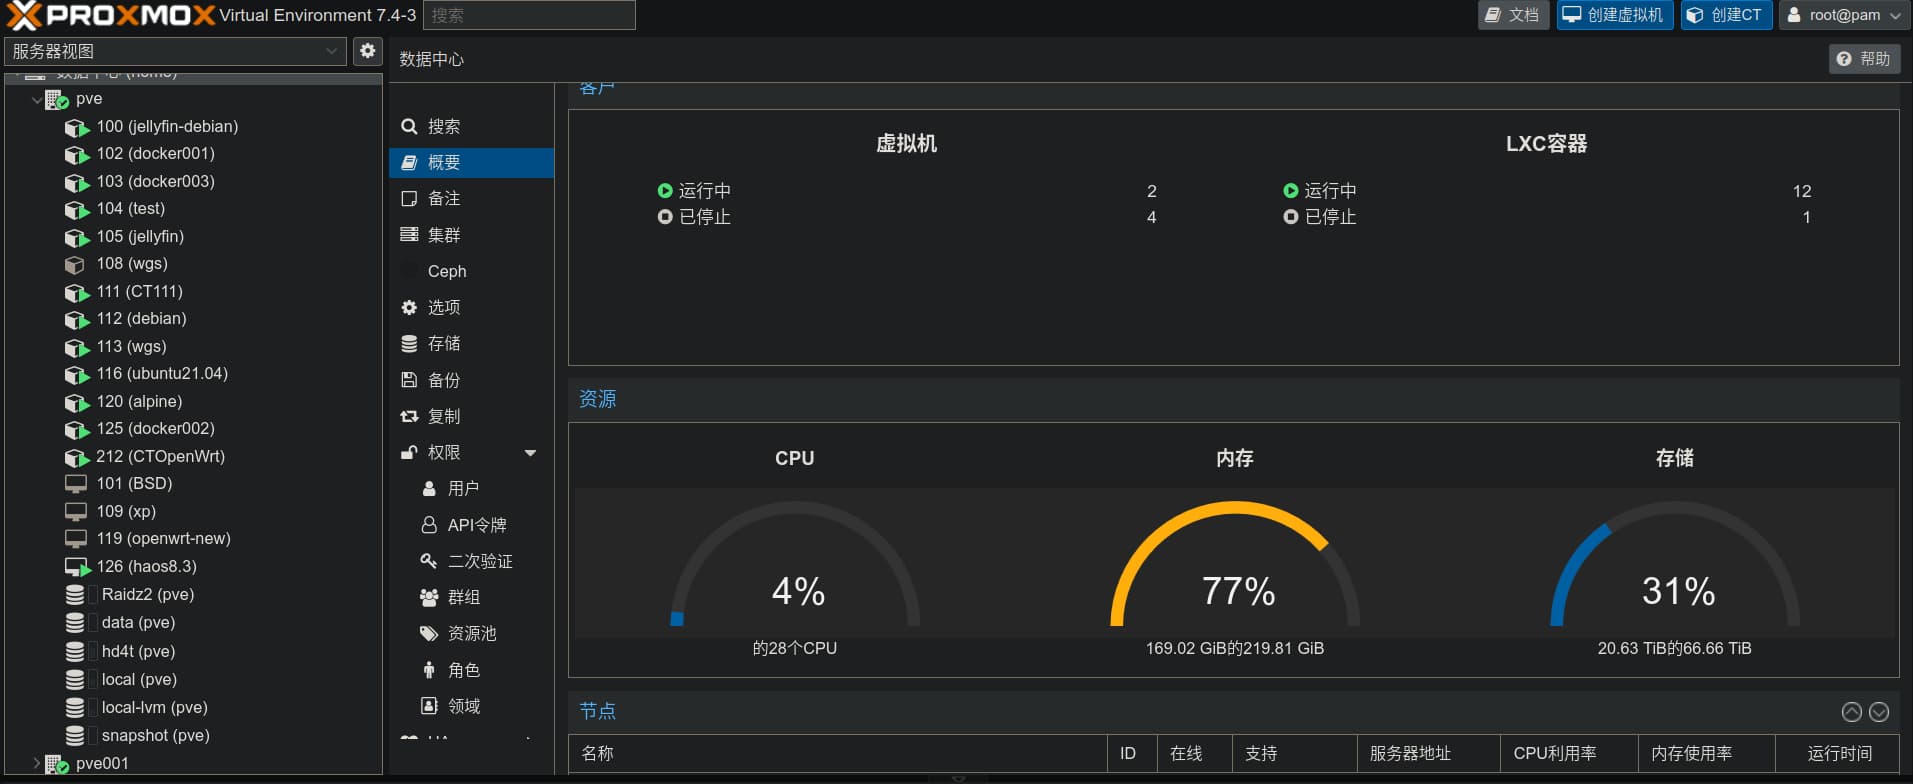 PROXMOX Virtual Environment 7.4-3 搜索 文档 创建虚拟机 创建CT root@pam
服务器视图
数据中心 (home)
pve
100 (jellyfin-debian)
102 (docker001)
103 (docker003)
104 (test)
105 (jellyfin)
108 (wgs)
111 (CT111)
112 (debian)
113 (wgs)
116 (ubuntu21.04)
120 (alpine)
125 (docker002)
212 (CTOpenWrt)
101 (BSD)
109 (xp)
119 (openwrt-new)
126 (haos8.3)
Raidz2 (pve)
data (pve)
hd4t (pve)
local (pve)
local-lvm (pve)
snapshot (pve)
pve001
数据中心 帮助
搜索
概要
备注
集群
Ceph
选项
存储
备份
复制
权限
用户
API令牌
二次验证
群组
资源池
角色
领域
HA
客户
虚拟机
运行中 2
已停止 4
LXC容器
运行中 12
已停止 1
资源
CPU
4%
的28个CPU
内存
77%
169.02 GiB的219.81 GiB
存储
31%
20.63 TiB的66.66 TiB
节点
名称 ID 在线 支持 服务器地址 CPU利用率 内存使用率 运行时间